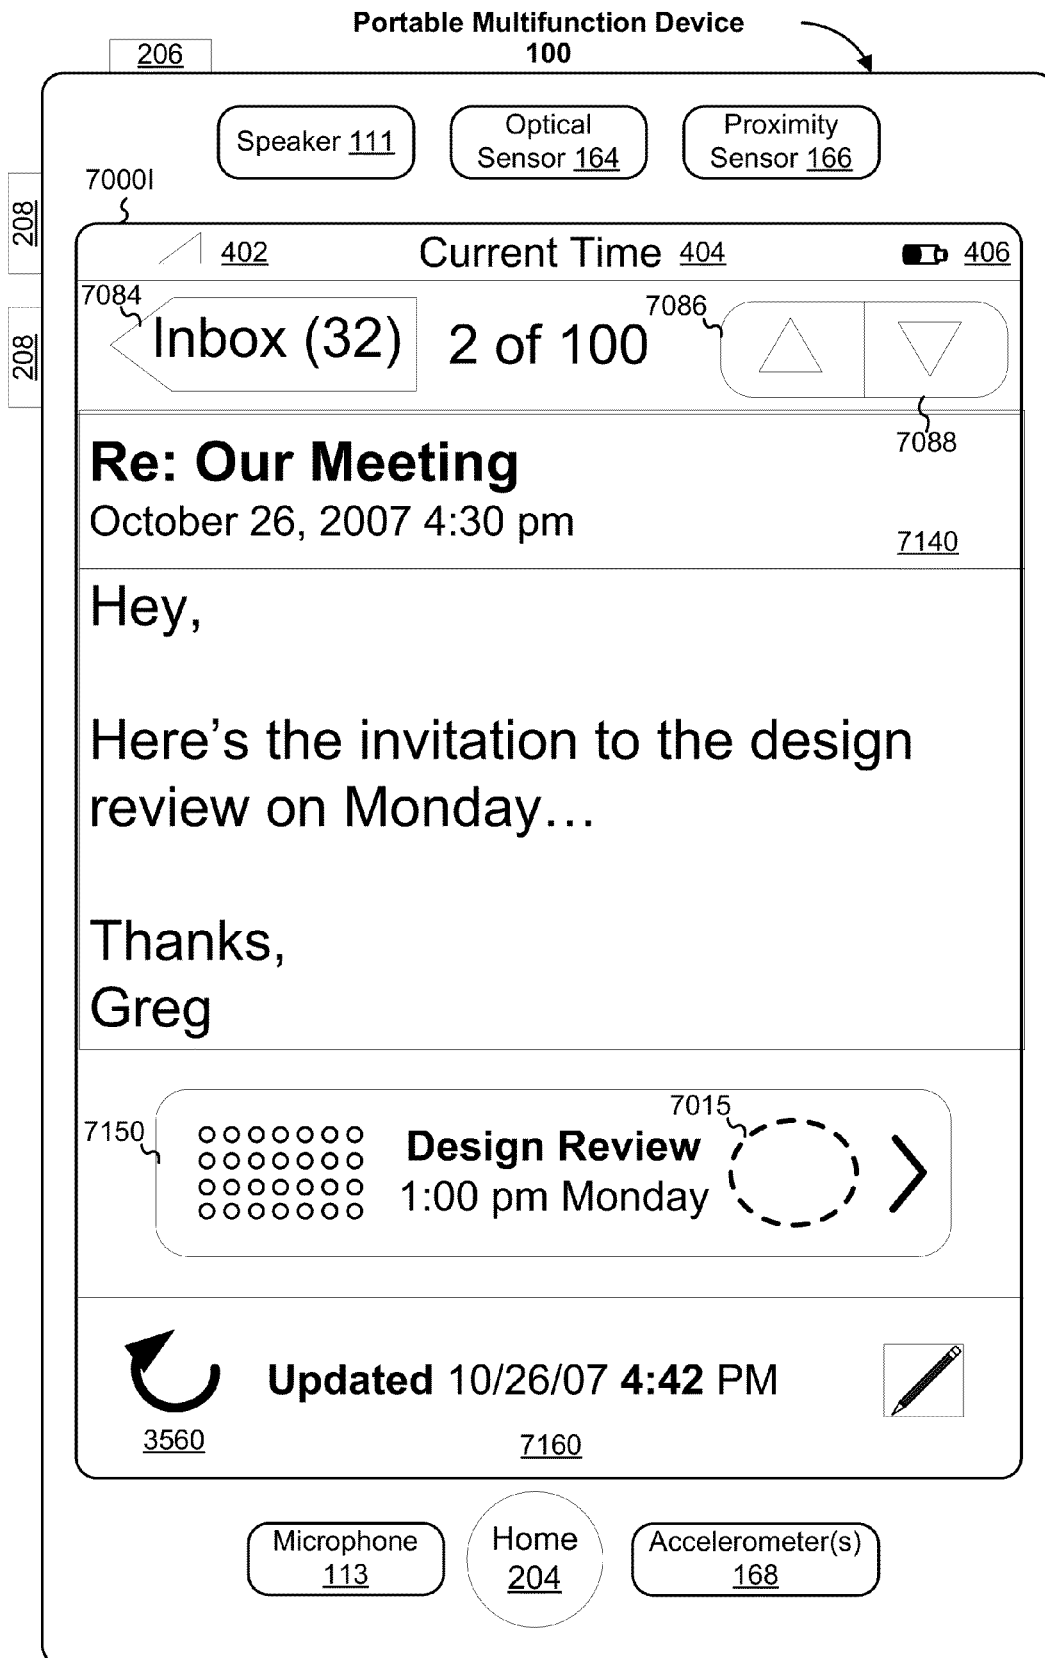 Portable Multifunction Device
100
206
Speaker 111
Optical
Sensor 164
Proximity
Sensor 166
7000I
208
402
Current Time 404
406
7084
Inbox (32)
2 of 100
7086
208
7088
Re: Our Meeting
October 26, 2007 4:30 pm
7140
Hey,
Here’s the invitation to the design
review on Monday…
Thanks,
Greg
7150
7015
Design Review
1:00 pm Monday
Updated 10/26/07 4:42 PM
3560
7160
Microphone
113
Home
204
Accelerometer(s)
168